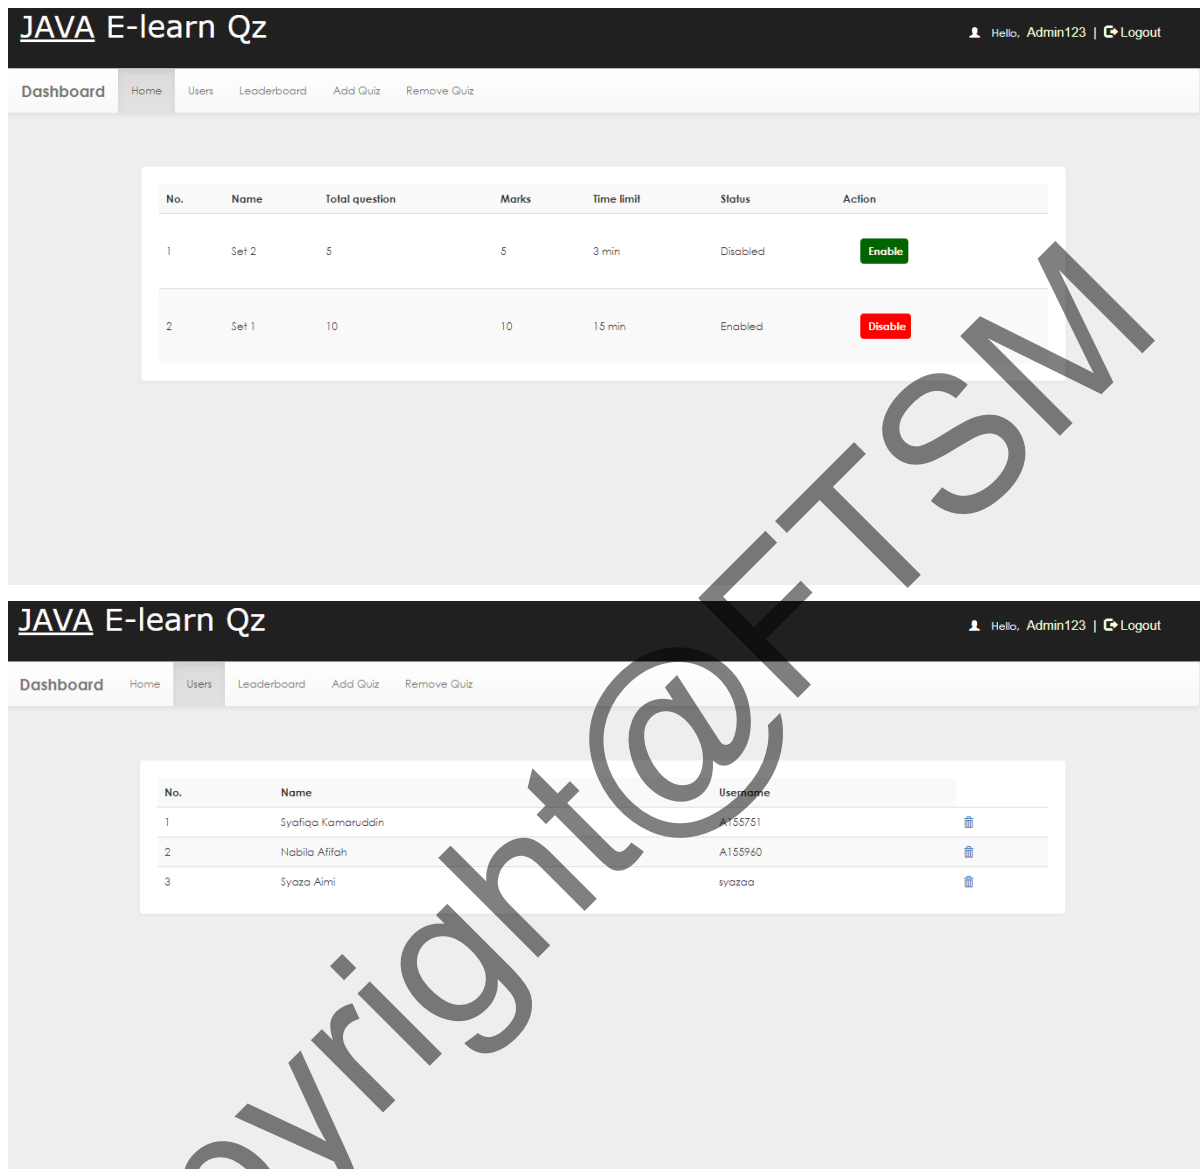 JAVA E-learn Qz
Hello, Admin123 | Logout
Dashboard Home Users Leaderboard Add Quiz Remove Quiz
No. Name Total question Marks Time limit Status Action
1 Set 2 5 5 3 min Disabled Enable
2 Set 1 10 10 15 min Enabled Disable
JAVA E-learn Qz
Hello, Admin123 | Logout
Dashboard Home Users Leaderboard Add Quiz Remove Quiz
No. Name Username
1 Syafiqa Kamaruddin A155751
2 Nabila Afifah A155960
3 Syaza Aimi syazaa
pyright@FTSM